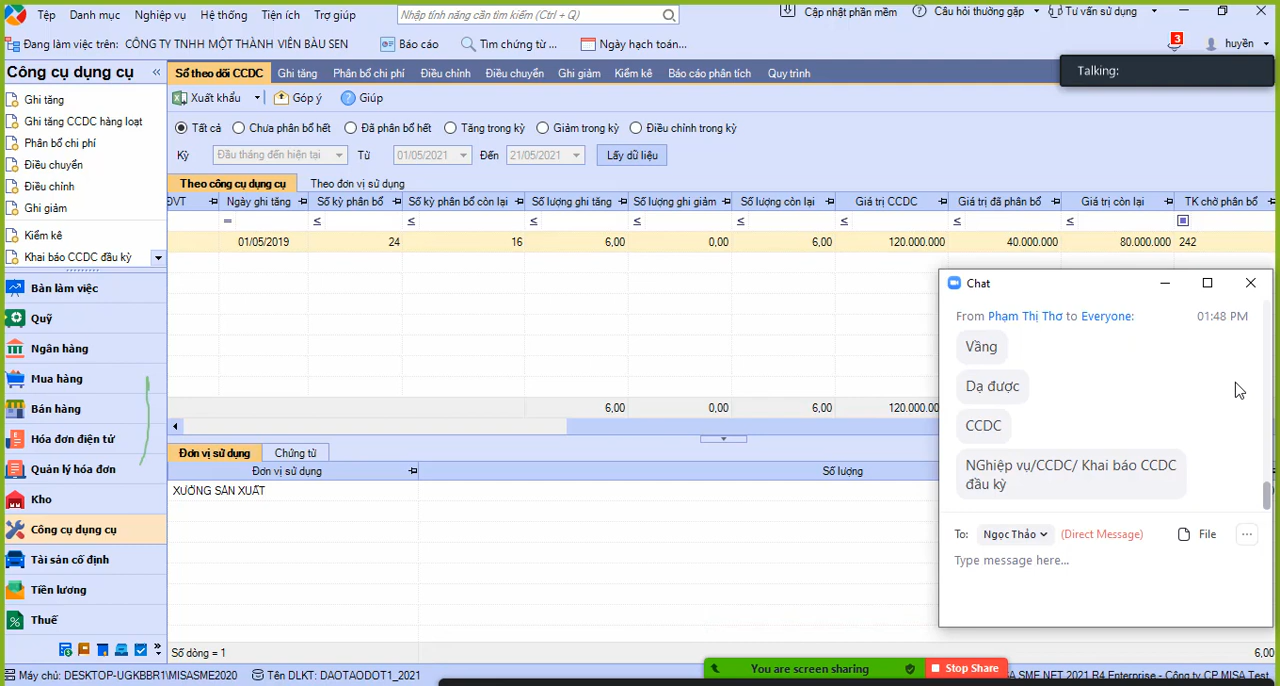 Tệp Danh mục Nghiệp vụ Hệ thống Tiện ích Trợ giúp Nhập tính năng cần tìm kiếm (Ctrl + Q) Cập nhật phần mềm Câu hỏi thường gặp Tư vấn sử dụng
Đang làm việc trên: CÔNG TY TNHH MỘT THÀNH VIÊN BÀU SEN Báo cáo Tìm chứng từ ... Ngày hạch toán... 3 huyền
Công cụ dụng cụ «
Ghi tăng
Ghi tăng CCDC hàng loạt
Phân bổ chi phí
Điều chuyển
Điều chỉnh
Ghi giảm
Kiểm kê
Khai báo CCDC đầu kỳ
Bàn làm việc
Quỹ
Ngân hàng
Mua hàng
Bán hàng
Hóa đơn điện tử
Quản lý hóa đơn
Kho
Công cụ dụng cụ
Tài sản cố định
Tiền lương
Thuế
Sổ theo dõi CCDC Ghi tăng Phân bổ chi phí Điều chỉnh Điều chuyển Ghi giảm Kiểm kê Báo cáo phân tích Quy trình
Talking:
Xuất khẩu Góp ý Giúp
Tất cả Chưa phân bổ hết Đã phân bổ hết Tăng trong kỳ Giảm trong kỳ Điều chỉnh trong kỳ
Kỳ Đầu tháng đến hiện tại Từ 01/05/2021 Đến 21/05/2021 Lấy dữ liệu
Theo công cụ dụng cụ Theo đơn vị sử dụng
ĐVT Ngày ghi tăng Số kỳ phân bổ Số kỳ phân bổ còn lại Số lượng ghi tăng Số lượng ghi giảm Số lượng còn lại Giá trị CCDC Giá trị đã phân bổ Giá trị còn lại TK chờ phân bổ
= ≤ ≤ ≤ ≤ ≤ ≤ ≤ ≤
01/05/2019 24 16 6,00 0,00 6,00 120.000.000 40.000.000 80.000.000 242
6,00 0,00 6,00 120.000.00
Đơn vị sử dụng Chứng từ
Đơn vị sử dụng Số lượng
XƯỞNG SẢN XUẤT
Số dòng = 1 6,00
Chat
From Phạm Thị Thơ to Everyone: 01:48 PM
Vầng
Dạ được
CCDC
NGhiệp vụ/CCDC/ Khai báo CCDC
đầu kỳ
To: Ngọc Thảo (Direct Message) File ...
Type message here...
You are screen sharing Stop Share
Máy chủ: DESKTOP-UGKBBR1\MISASME2020 Tên DLKT: DAOTAODOT1_2021 SA SME.NET 2021 R4 Enterprise - Công ty CP MISA Test